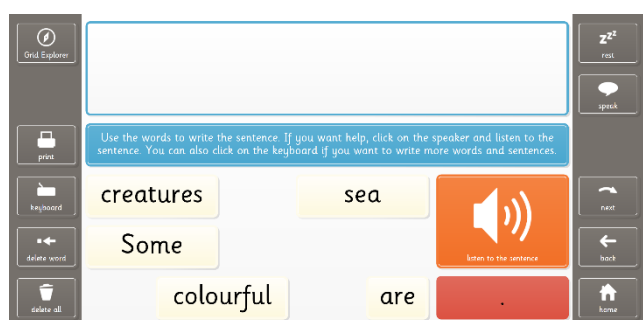 Grid Explorer
zzz
rest
speak
Use the words to write the sentence. If you want help, click on the speaker and listen to the
sentence. You can also click on the keyboard if you want to write more words and sentences.
print
keyboard
creatures
sea
next
delete word
Some
listen to the sentence
back
delete all
colourful
are
.
home